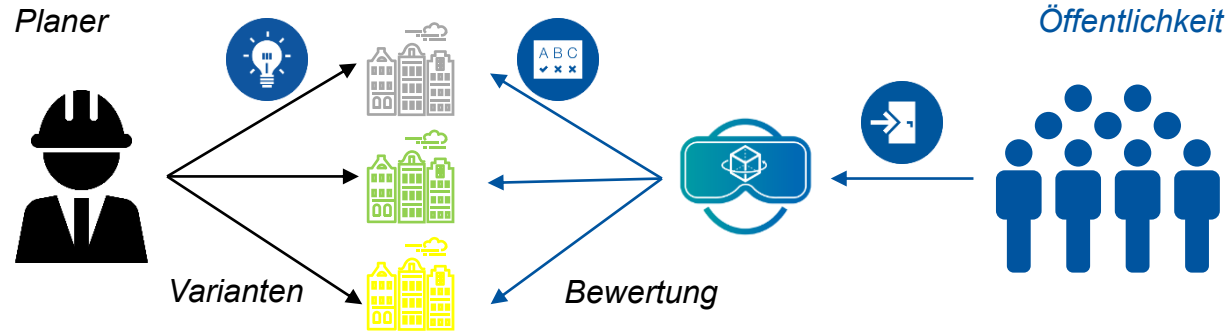 Planer
Öffentlichkeit
A B C
Varianten
Bewertung